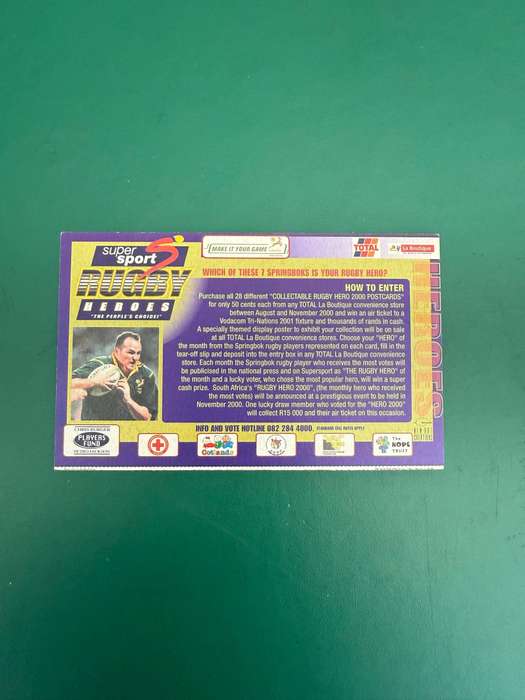 super sport
RUGBY
HEROES
"THE PEOPLE'S CHOICE!"
MAKE IT YOUR GAME
TOTAL
La Boutique
WHICH OF THESE 7 SPRINGBOKS IS YOUR RUGBY HERO?
HOW TO ENTER
Purchase all 28 different "COLLECTABLE RUGBY HERO 2000 POSTCARDS"
for only 50 cents each from any TOTAL La Boutique convenience store
between August and November 2000 and win an air ticket to a
Vodacom Tri-Nations 2001 fixture and thousands of rands in cash.
A specially themed display poster to exhibit your collection will be on sale
at all TOTAL La Boutique convenience stores. Choose your "HERO" of
the month from the Springbok rugby players represented on each card, fill in the
tear-off slip and deposit into the entry box in any TOTAL La Boutique convenience
store. Each month the Springbok rugby player who receives the most votes will
be publicised in the national press and on Supersport as "THE RUGBY HERO" of
the month and a lucky voter, who chose the most popular hero, will win a super
cash prize. South Africa's "RUGBY HERO 2000", (the monthly hero who received
the most votes) will be announced at a prestigious event to be held in
November 2000. One lucky draw member who voted for the "HERO 2000"
will collect R15 000 and their air ticket on this occasion.
HEROES
INFO AND VOTE HOTLINE 082 284 4000. STANDARD CALL RATES APPLY
PLAYERS
FUND
Gotlands
The
HOPE
TRUST
CREATIONS